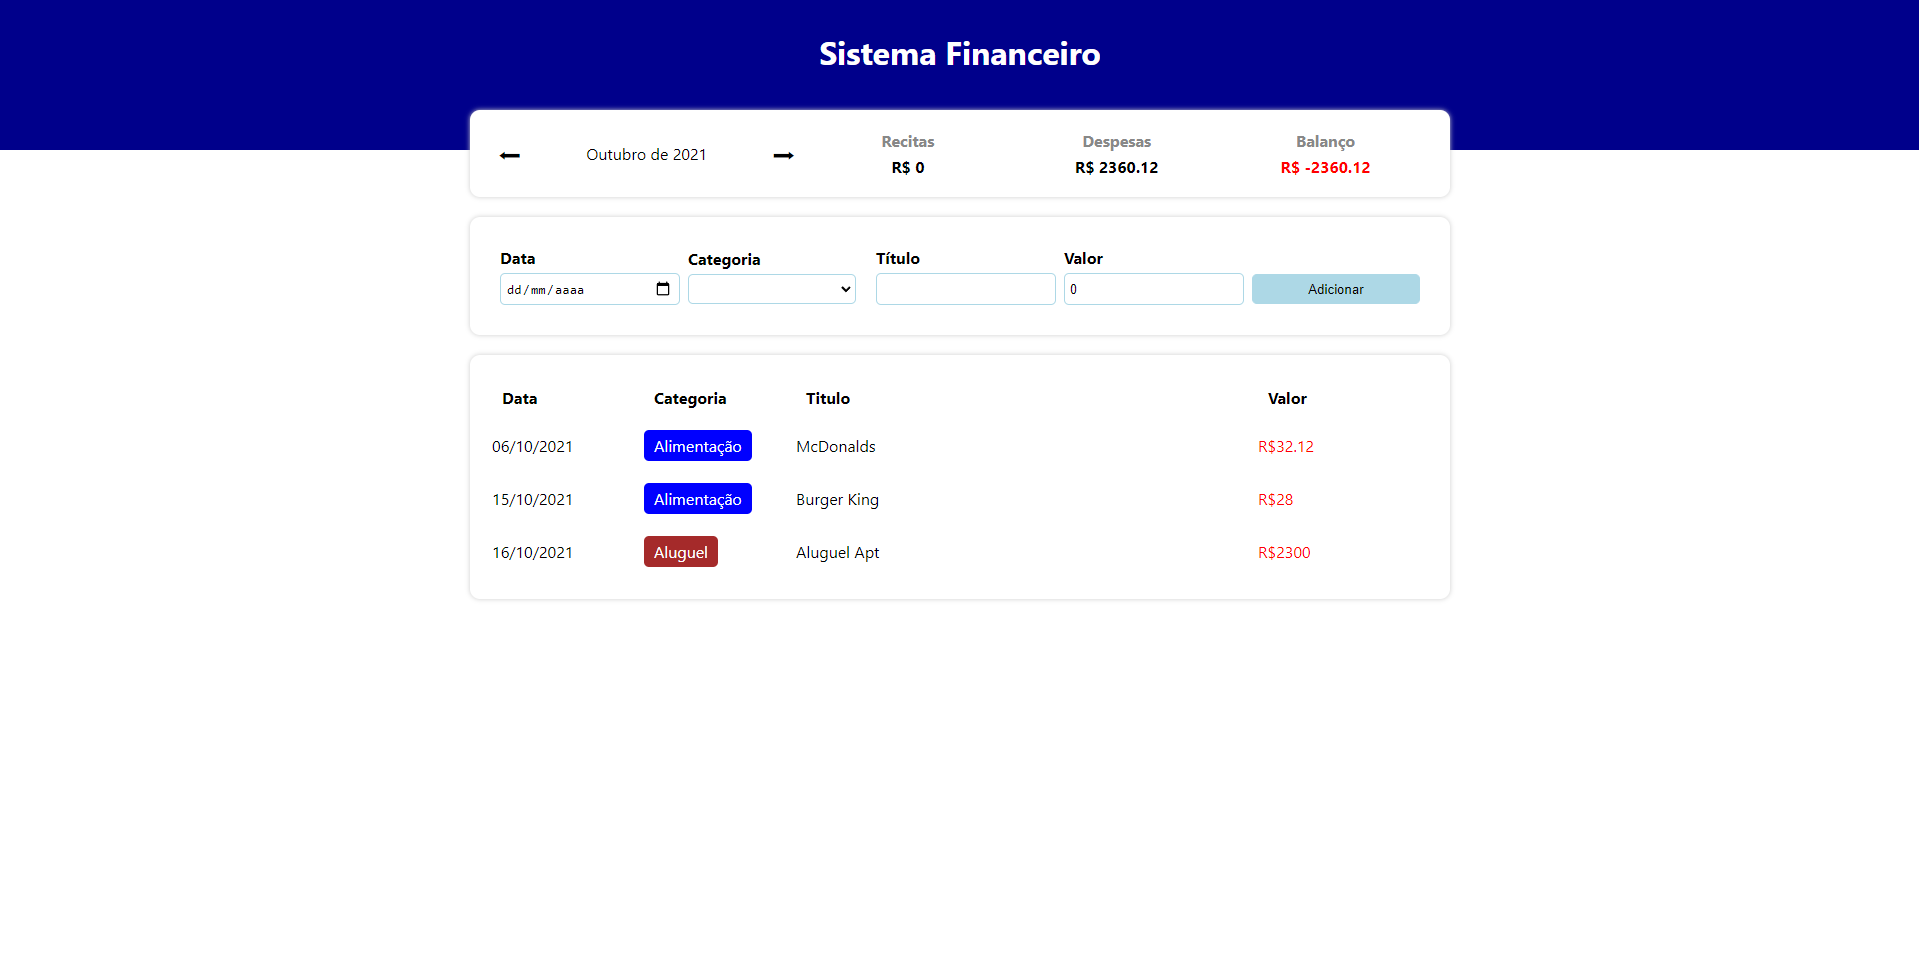 Sistema Financeiro
Outubro de 2021
Recitas
R$ 0
Despesas
R$ 2360.12
Balanço
R$ -2360.12
Data
dd/mm/aaaa
Categoria
Título
Valor
0
Adicionar
Data Categoria Titulo Valor
06/10/2021 Alimentação McDonalds R$32.12
15/10/2021 Alimentação Burger King R$28
16/10/2021 Aluguel Aluguel Apt R$2300